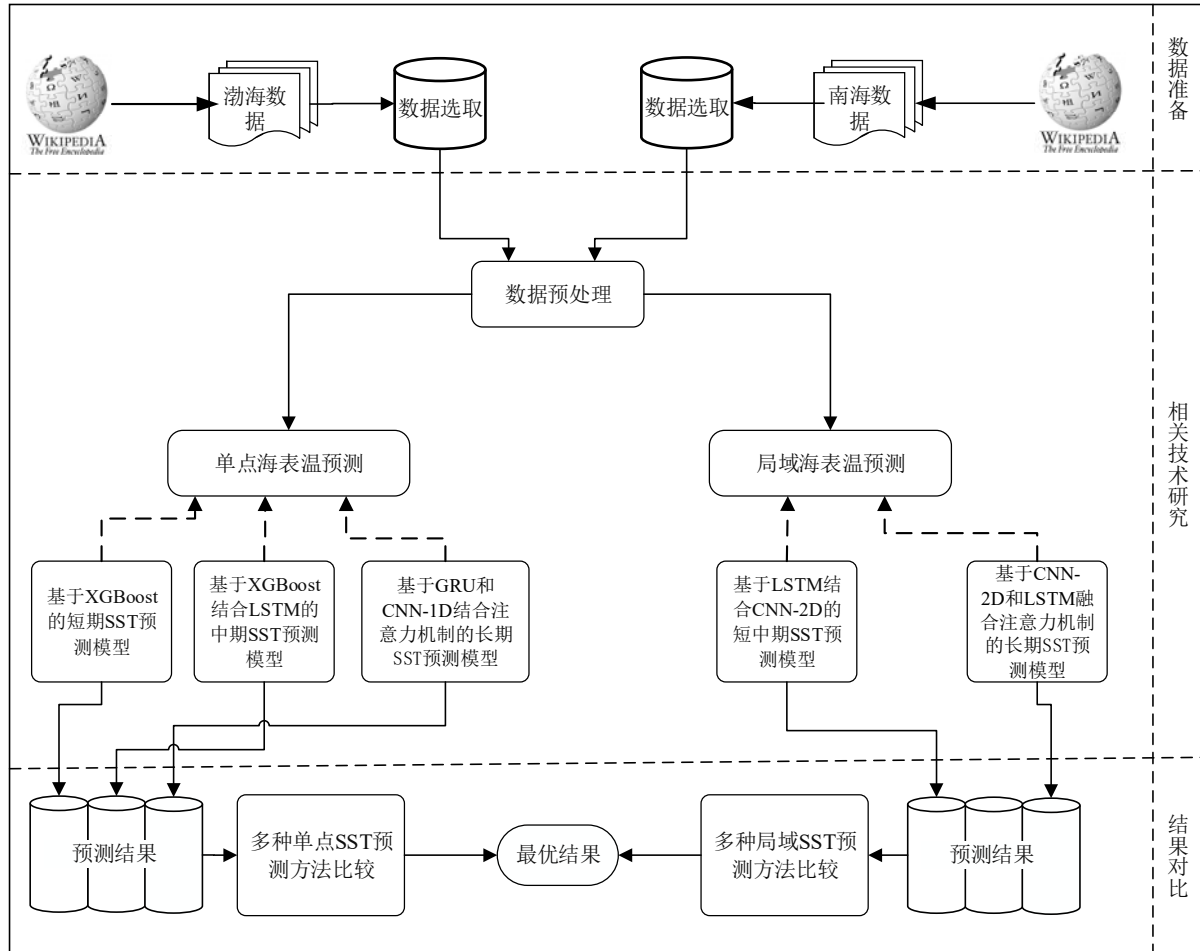 WIKIPEDIA
The Free Encyclopedia
渤海数
据
数据选取
数据选取
南海数
据
WIKIPEDIA
The Free Encyclopedia
数据准备
数据预处理
单点海表温预测
局域海表温预测
相关技术研究
基于XGBoost
的短期SST预
测模型
基于XGBoost
结合LSTM的
中期SST预测
模型
基于GRU和
CNN-1D结合注
意力机制的长期
SST预测模型
基于LSTM
结合CNN-2D的
短中期SST预
测模型
基于CNN-
2D和LSTM融
合注意力机制
的长期SST预
测模型
预测结果
多种单点SST预
测方法比较
最优结果
多种局域SST预
测方法比较
预测结果
结果对比